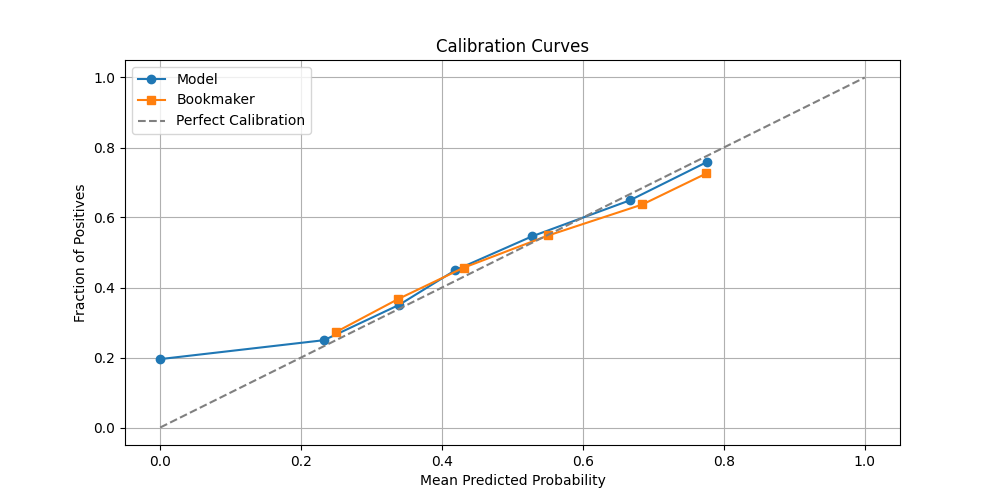 Calibration Curves
Model
Bookmaker
Perfect Calibration
1.0
0.8
0.6
0.4
0.2
0.0
Fraction of Positives
0.0 0.2 0.4 0.6 0.8 1.0
Mean Predicted Probability